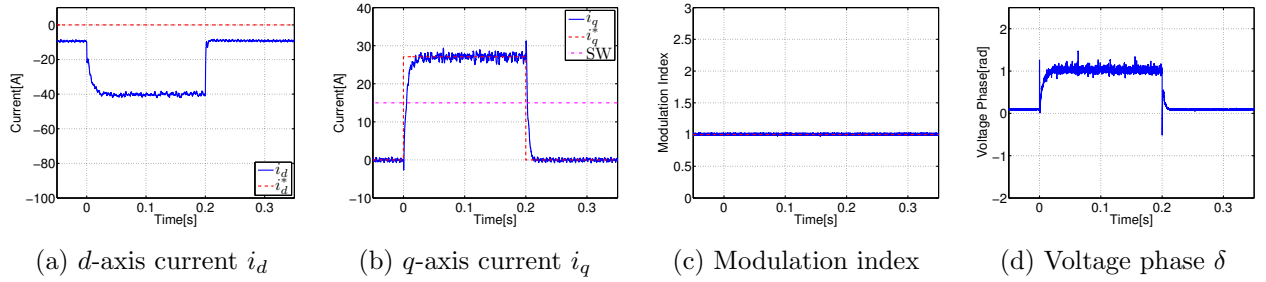 0
−20
−40
−60
−80
−100
0
0.1
0.2
0.3
Current[A]
Time[s]
i_d
i_d^*
(a) d-axis current i_d
40
30
20
10
0
−10
0
0.1
0.2
0.3
Current[A]
Time[s]
i_q
i_q^*
SW
(b) q-axis current i_q
3
2.5
2
1.5
1
0.5
0
0
0.1
0.2
0.3
Modulation Index
Time[s]
(c) Modulation index
2
1
0
−1
−2
0
0.1
0.2
0.3
Voltage Phase[rad]
Time[s]
(d) Voltage phase δ